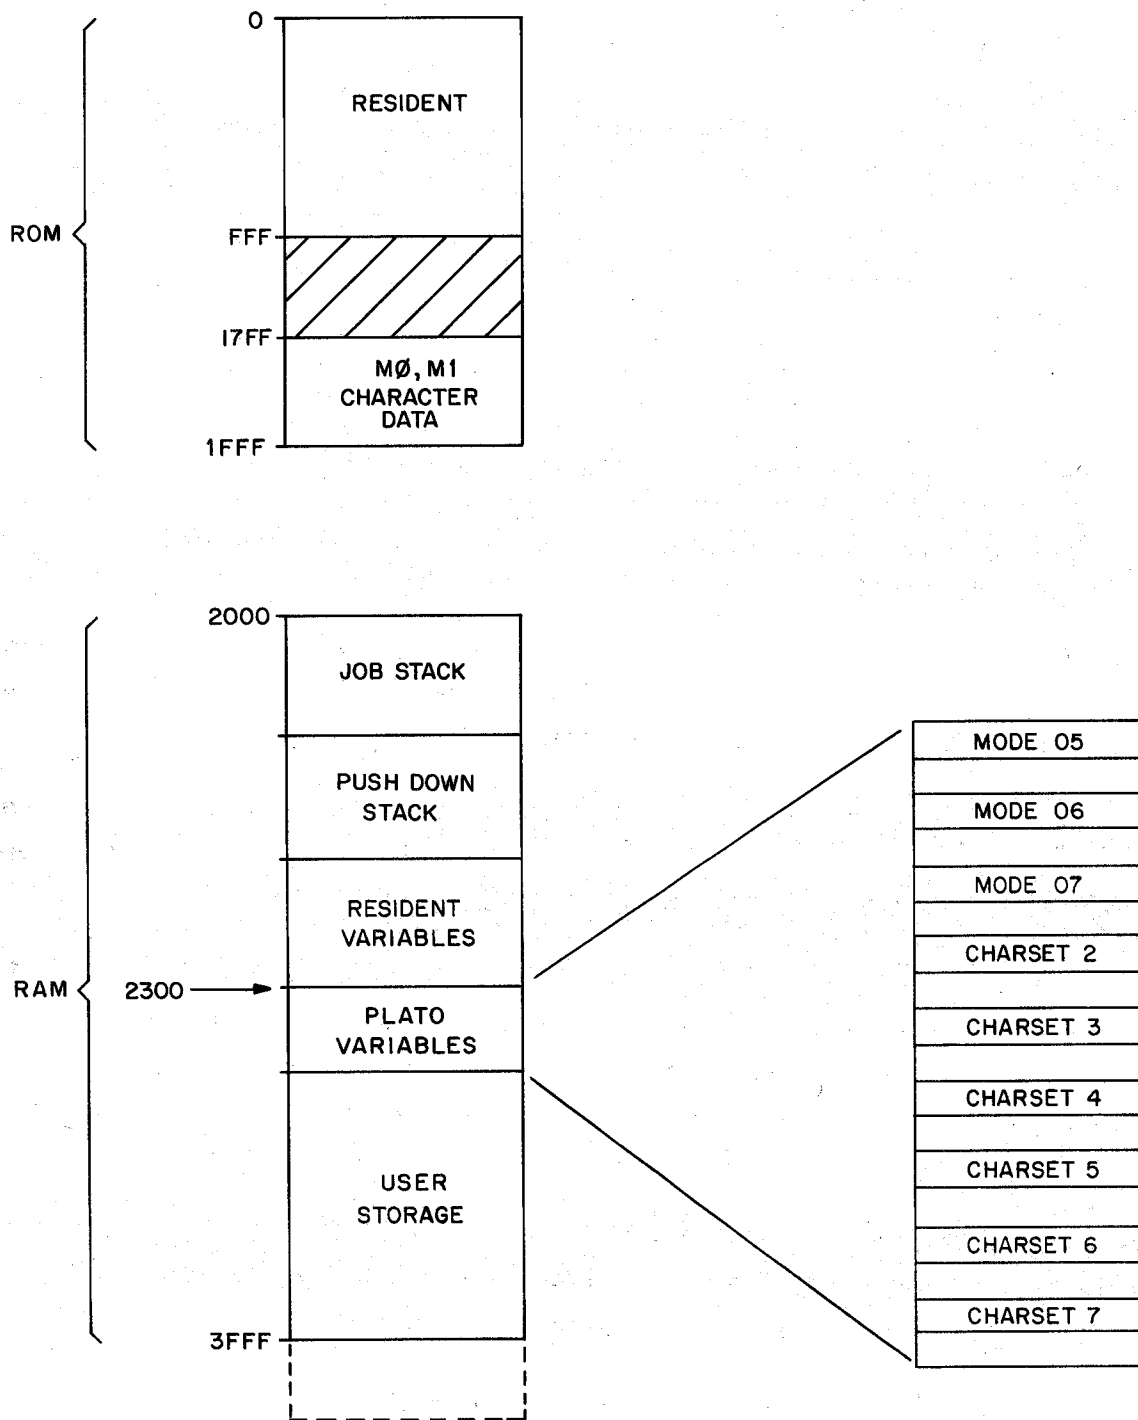 0
RESIDENT
ROM
FFF
17FF
MØ, M1
CHARACTER
DATA
1FFF
2000
JOB STACK
PUSH DOWN
STACK
RESIDENT
VARIABLES
RAM
2300
PLATO
VARIABLES
USER
STORAGE
3FFF
MODE 05
MODE 06
MODE 07
CHARSET 2
CHARSET 3
CHARSET 4
CHARSET 5
CHARSET 6
CHARSET 7